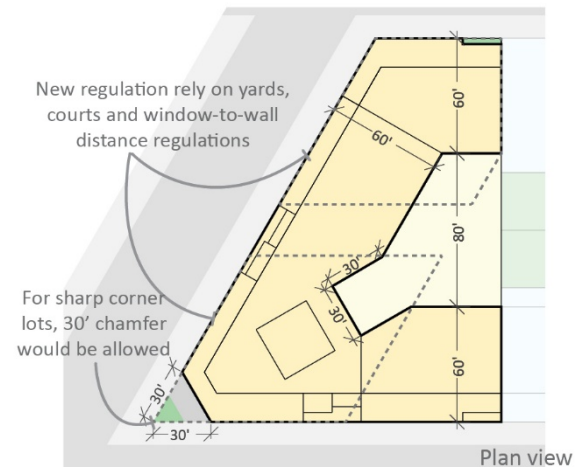 New regulation rely on yards,
courts and window-to-wall
distance regulations
60'
60'
80'
30'
30'
60'
For sharp corner
lots, 30' chamfer
would be allowed
30'
30'
Plan view